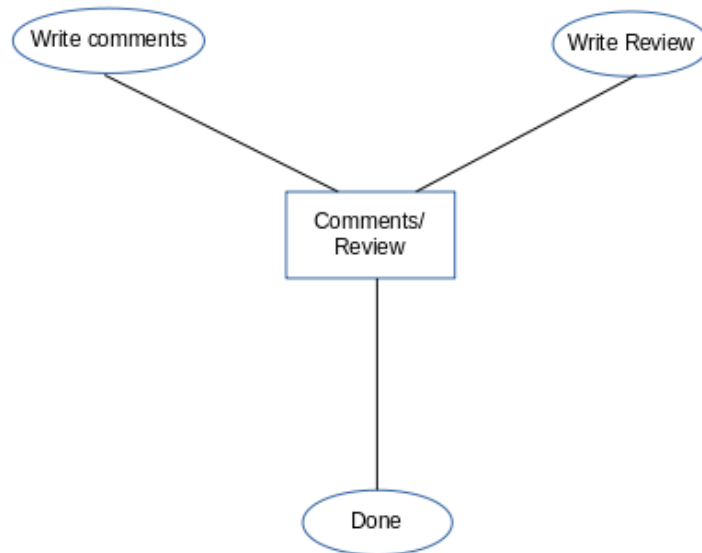 Write comments
Write Review
Comments/
Review
Done